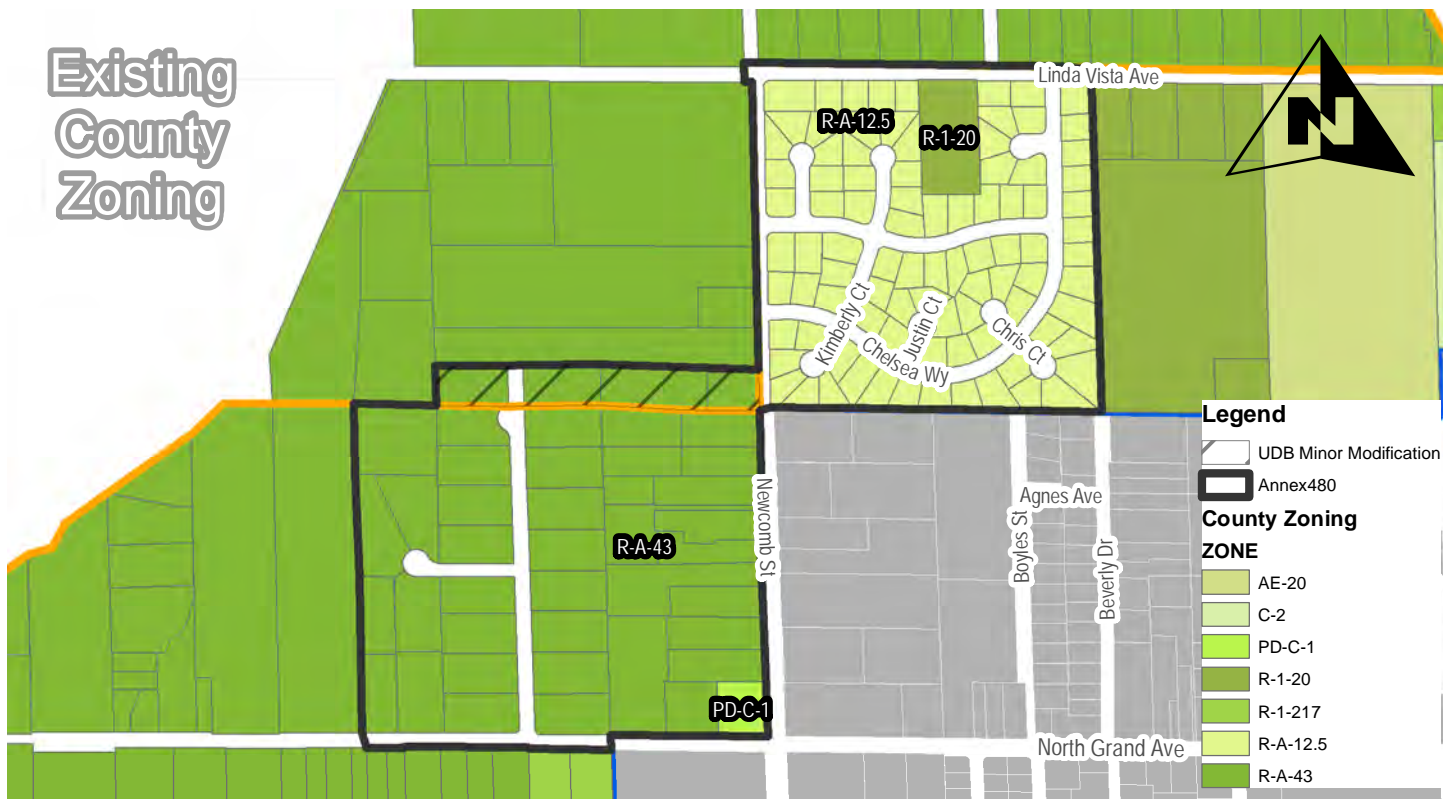 Existing
County
Zoning
Linda Vista Ave
N
R-A-12.5
R-1-20
Kimberly Ct
Justin Ct
Chris Ct
Chelsea Wy
Newcomb St
Agnes Ave
Boyles St
Beverly Dr
R-A-43
PD-C-1
North Grand Ave
Legend
UDB Minor Modification
Annex480
County Zoning
ZONE
AE-20
C-2
PD-C-1
R-1-20
R-1-217
R-A-12.5
R-A-43